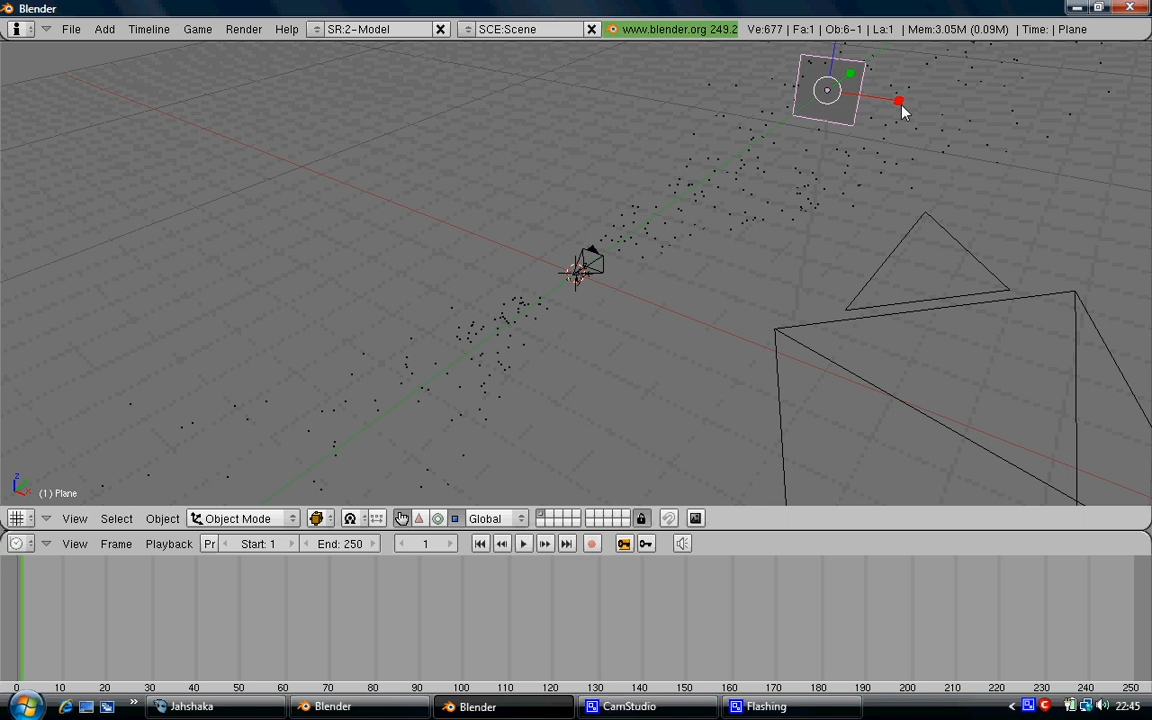 Blender
File Add Timeline Game Render Help SR:2-Model SCE:Scene www.blender.org 249.2 Ve:677 | Fa:1 | Ob:6-1 | La:1 | Mem:3.05M (0.09M) | Time: | Plane
z
x
(1) Plane
View Select Object Object Mode Global
View Frame Playback Pr Start: 1 End: 250 1
0 10 20 30 40 50 60 70 80 90 100 110 120 130 140 150 160 170 180 190 200 210 220 230 240 250
Jahshaka Blender Blender CamStudio Flashing 22:45